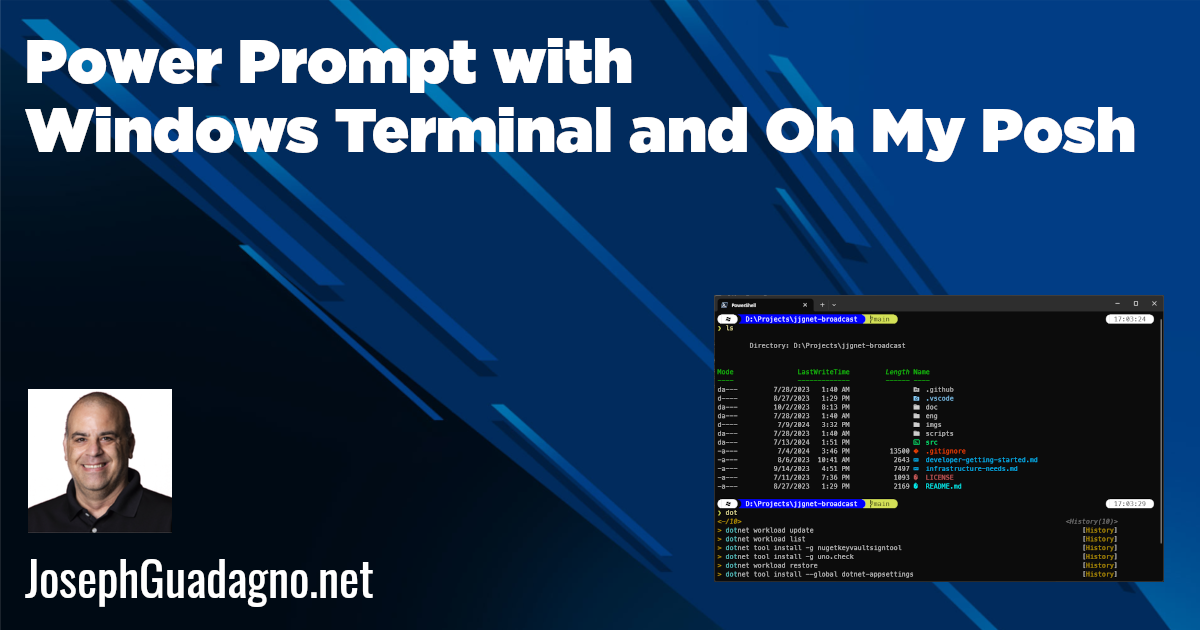 Power Prompt with
Windows Terminal and Oh My Posh
PowerShell
D:\Projects\jjgnet-broadcast main 17:03:24
ls
Directory: D:\Projects\jjgnet-broadcast
Mode LastWriteTime Length Name
---- ------------- ------ ----
da--- 7/28/2023 1:40 AM .github
d---- 8/27/2023 1:29 PM .vscode
da--- 10/2/2023 8:13 PM doc
da--- 7/28/2023 1:40 AM eng
d---- 7/9/2024 3:32 PM imgs
da--- 7/28/2023 1:40 AM scripts
da--- 7/13/2024 1:51 PM src
-a--- 7/4/2024 3:46 PM 13500 .gitignore
-a--- 8/6/2023 10:41 AM 2643 developer-getting-started.md
-a--- 9/14/2023 4:51 PM 7497 infrastructure-needs.md
-a--- 7/11/2023 7:36 PM 1093 LICENSE
-a--- 8/27/2023 1:29 PM 2169 README.md
D:\Projects\jjgnet-broadcast main 17:03:29
❯ dot
<-/10> <History(10)>
> dotnet workload update [History]
> dotnet workload list [History]
> dotnet tool install -g nugetkeyvaultsigntool [History]
> dotnet tool install -g uno.check [History]
> dotnet workload restore [History]
> dotnet tool install --global dotnet-appsettings [History]
JosephGuadagno.net